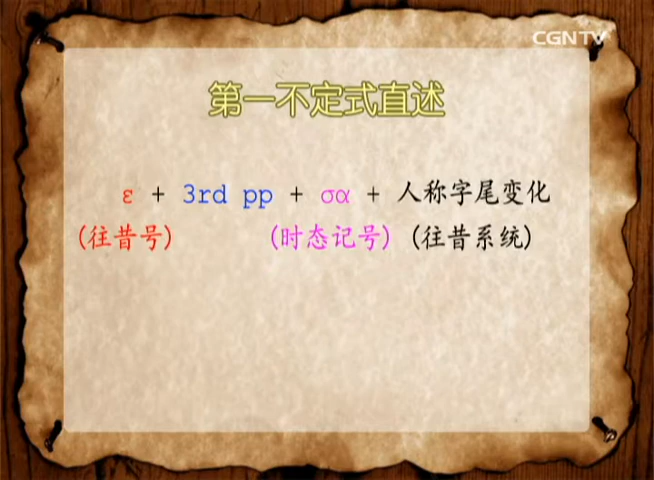 CGNTV
第一不定式直述
ε + 3rd pp + σα + 人称字尾变化
(往昔号) (时态记号) (往昔系统)